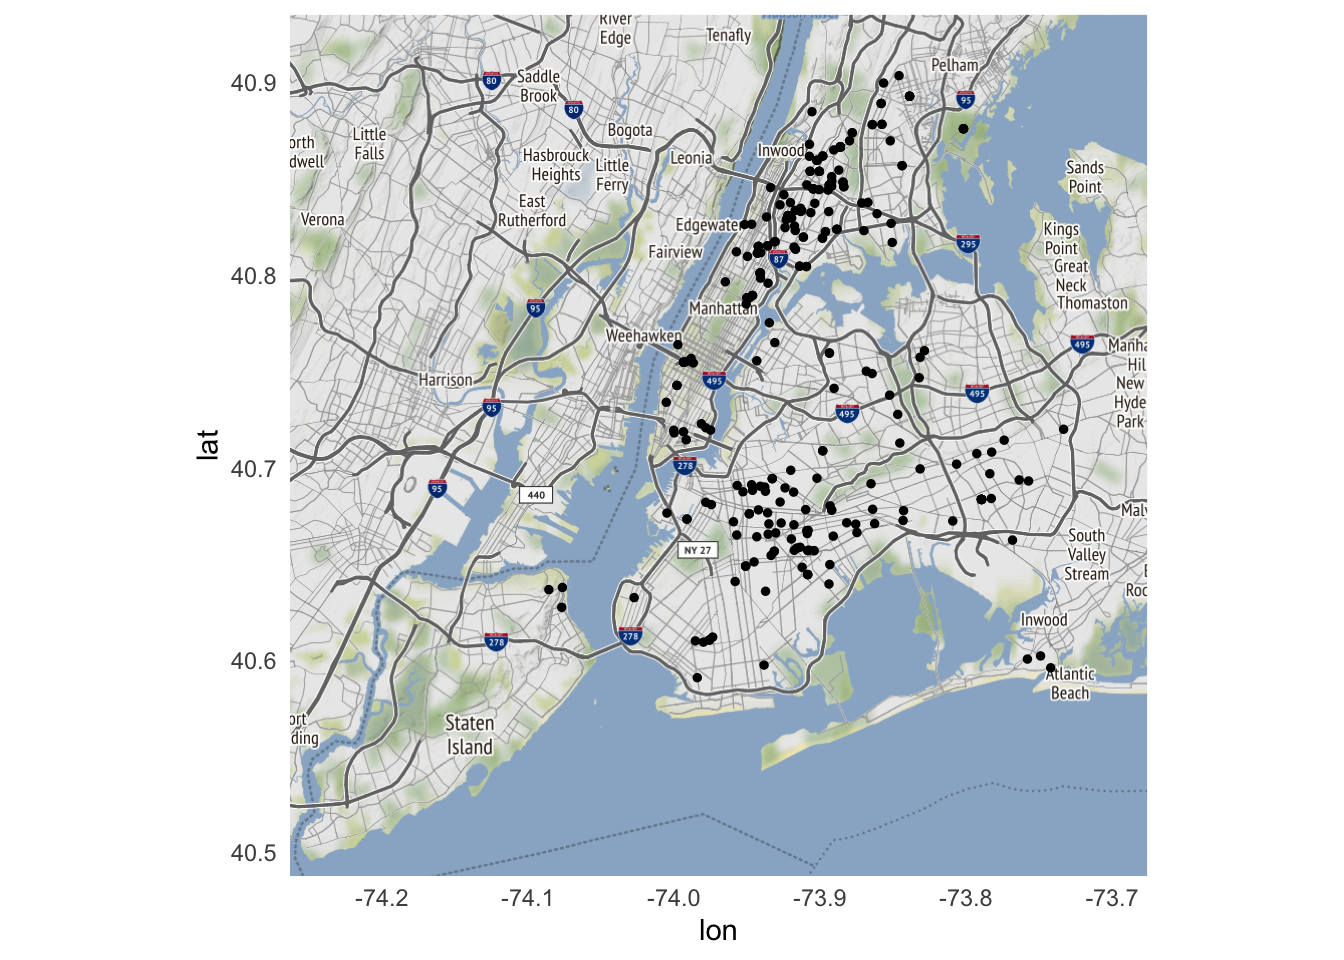 River
Edge
Tenafly
Pelham
40.9
80
Saddle
Brook
80
95
Bogota
Little
Falls
orth
dwell
Leonia
Inwood
Hasbrouck
Heights
Little
Ferry
Sands
Point
East
Rutherford
Verona
Edgewater
Kings
Point
295
Fairview
87
Great
Neck
40.8
Thomaston
95
Manhattan
Weehawken
495
Manha
Hil
Harrison
495
New
Hyde
Park
495
95
495
lat
40.7
278
95
440
Malv
NY 27
South
Valley
Stream
Roc
Inwood
278
278
40.6
Atlantic
Beach
ort
ding
Staten
Island
40.5
-74.2
-74.1
-74.0
-73.9
-73.8
-73.7
lon